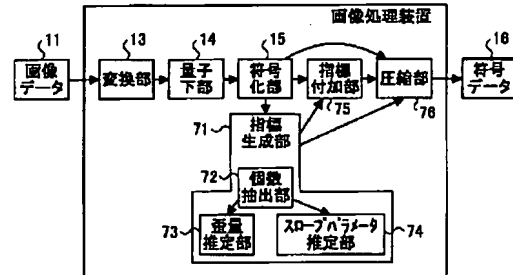 画像処理装置
11
13
14
15
16
画像
データ
変換部
量子
下部
符号
化部
指標
付加部
圧縮部
符号
データ
75
76
71
指標
生成部
72
個数
抽出部
73
歪量
推定部
スロープパラメータ
推定部
74